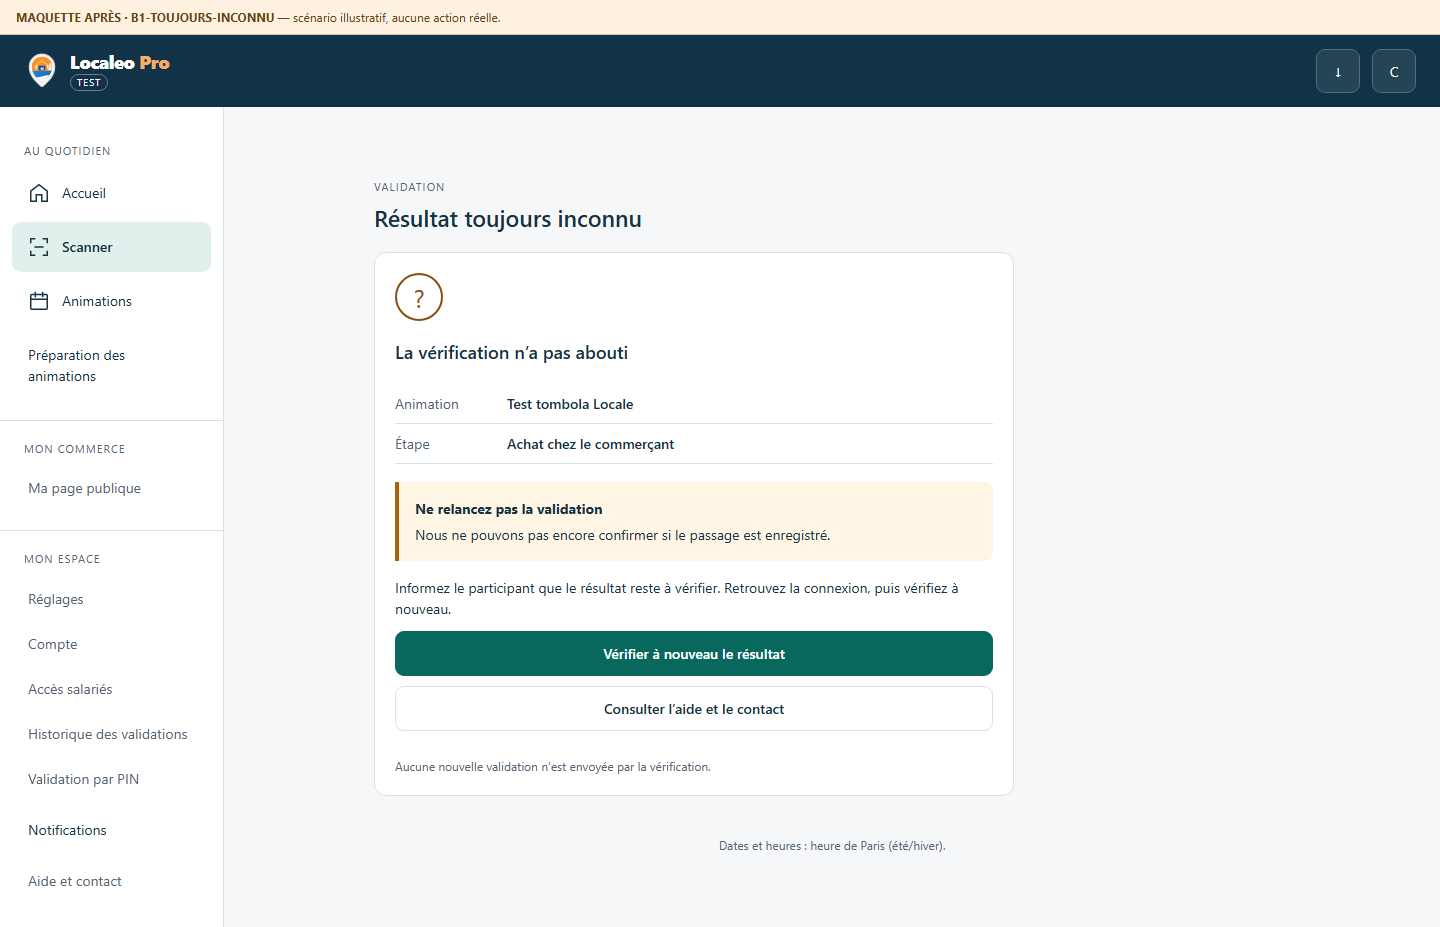 MAQUETTE APRÈS · B1-TOUJOURS-INCONNU — scénario illustratif, aucune action réelle.
Localeo Pro
TEST
↓
C
AU QUOTIDIEN
Accueil
Scanner
Animations
Préparation des
animations
MON COMMERCE
Ma page publique
MON ESPACE
Réglages
Compte
Accès salariés
Historique des validations
Validation par PIN
Notifications
Aide et contact
VALIDATION
Résultat toujours inconnu
?
La vérification n’a pas abouti
Animation Test tombola Locale
Étape Achat chez le commerçant
Ne relancez pas la validation
Nous ne pouvons pas encore confirmer si le passage est enregistré.
Informez le participant que le résultat reste à vérifier. Retrouvez la connexion, puis vérifiez à
nouveau.
Vérifier à nouveau le résultat
Consulter l’aide et le contact
Aucune nouvelle validation n’est envoyée par la vérification.
Dates et heures : heure de Paris (été/hiver).